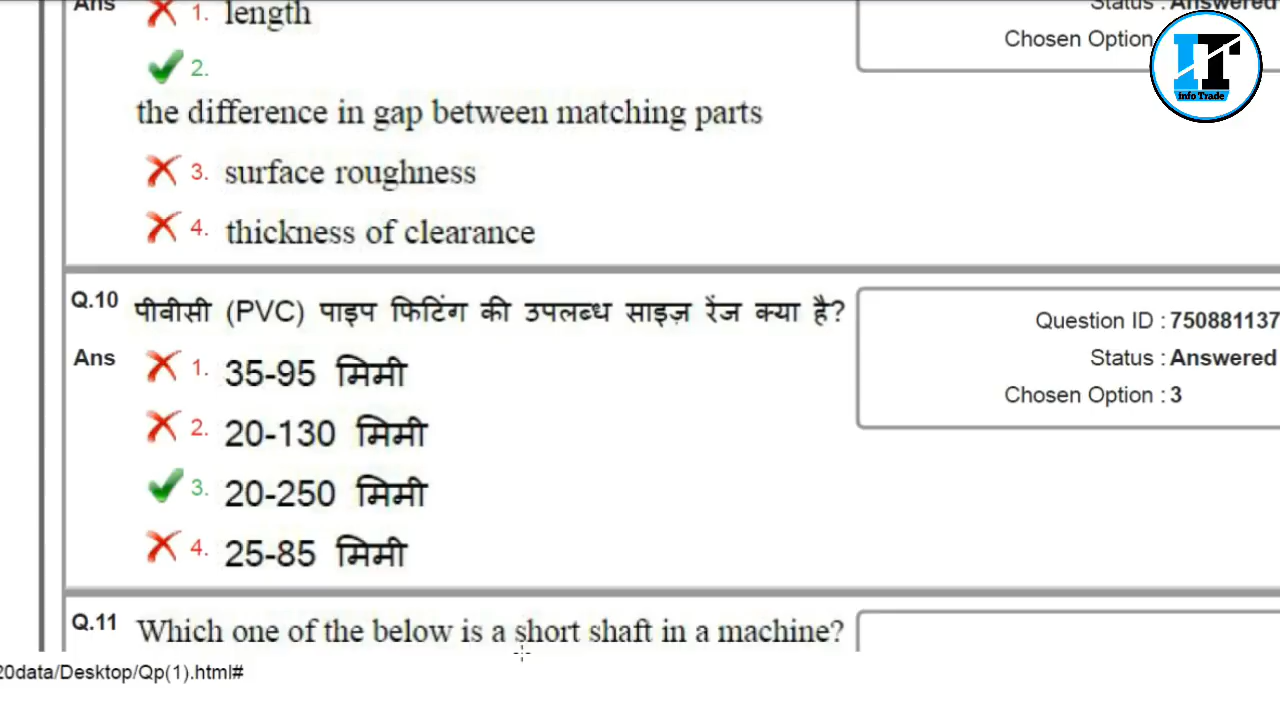 Ans 1. length
Status : Answered
Chosen Option
2.
the difference in gap between matching parts
3. surface roughness
4. thickness of clearance
IT
Info Trade
Q.10 पीवीसी (PVC) पाइप फिटिंग की उपलब्ध साइज़ रेंज क्या है?
Question ID : 750881137
Ans 1. 35-95 मिमी
Status : Answered
Chosen Option : 3
2. 20-130 मिमी
3. 20-250 मिमी
4. 25-85 मिमी
Q.11 Which one of the below is a short shaft in a machine?
20data/Desktop/Qp(1).html#